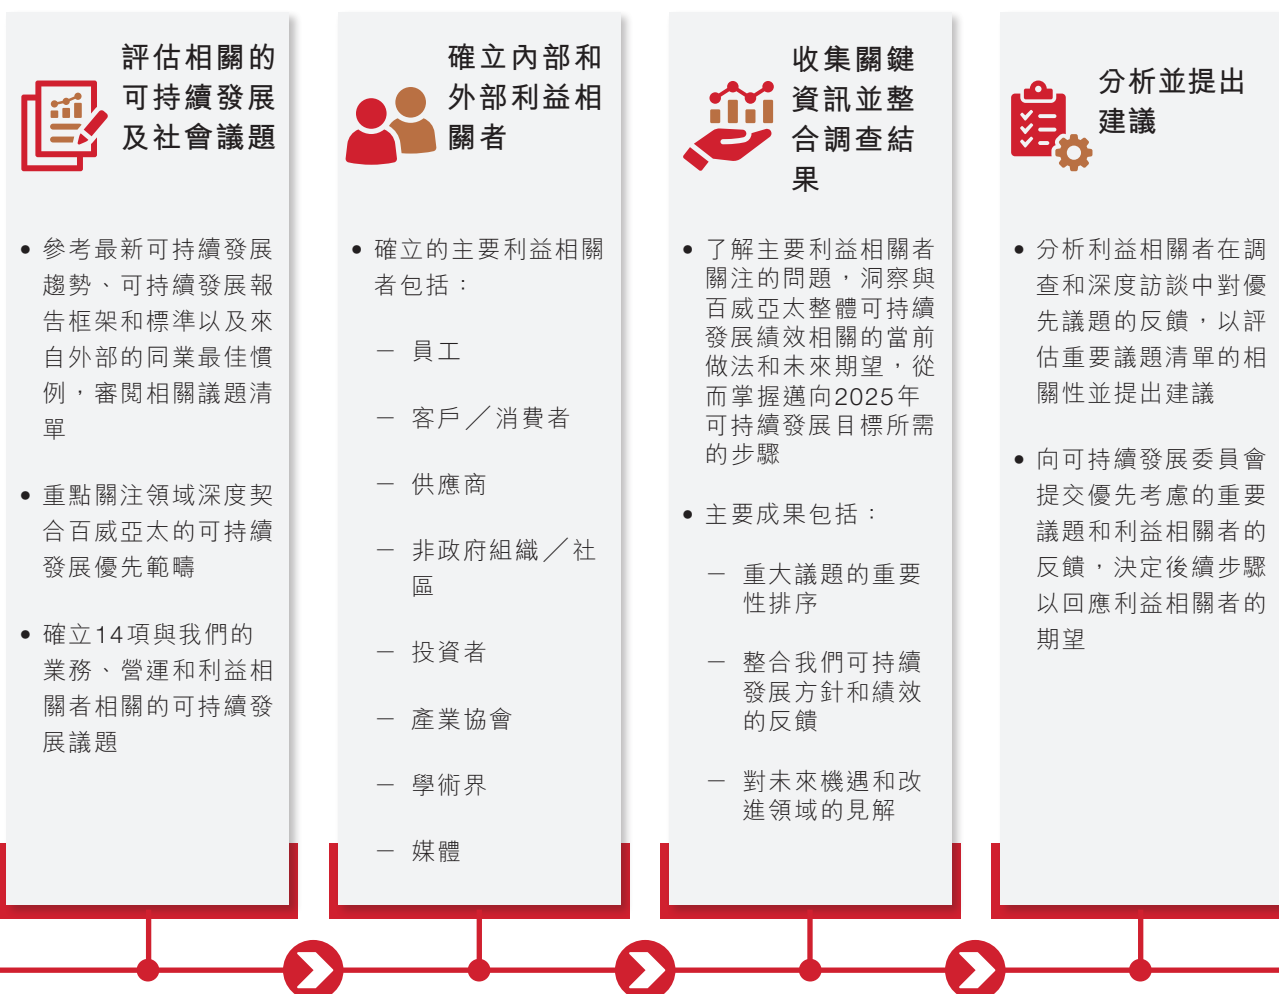 評估相關的
可持續發展
及社會議題
• 參考最新可持續發展
趨勢、可持續發展報
告框架和標準以及來
自外部的同業最佳慣
例，審閱相關議題清
單
• 重點關注領域深度契
合百威亞太的可持續
發展優先範疇
• 確立14項與我們的
業務、營運和利益相
關者相關的可持續發
展議題
確立內部和
外部利益相
關者
• 確立的主要利益相關
者包括：
－ 員工
－ 客戶／消費者
－ 供應商
－ 非政府組織／社
區
－ 投資者
－ 產業協會
－ 學術界
－ 媒體
收集關鍵
資訊並整
合調查結
果
• 了解主要利益相關者
關注的問題，洞察與
百威亞太整體可持續
發展績效相關的當前
做法和未來期望，從
而掌握邁向2025年
可持續發展目標所需
的步驟
• 主要成果包括：
－ 重大議題的重要
性排序
－ 整合我們可持續
發展方針和績效
的反饋
－ 對未來機遇和改
進領域的見解
分析並提出
建議
• 分析利益相關者在調
查和深度訪談中對優
先議題的反饋，以評
估重要議題清單的相
關性並提出建議
• 向可持續發展委員會
提交優先考慮的重要
議題和利益相關者的
反饋，決定後續步驟
以回應利益相關者的
期望